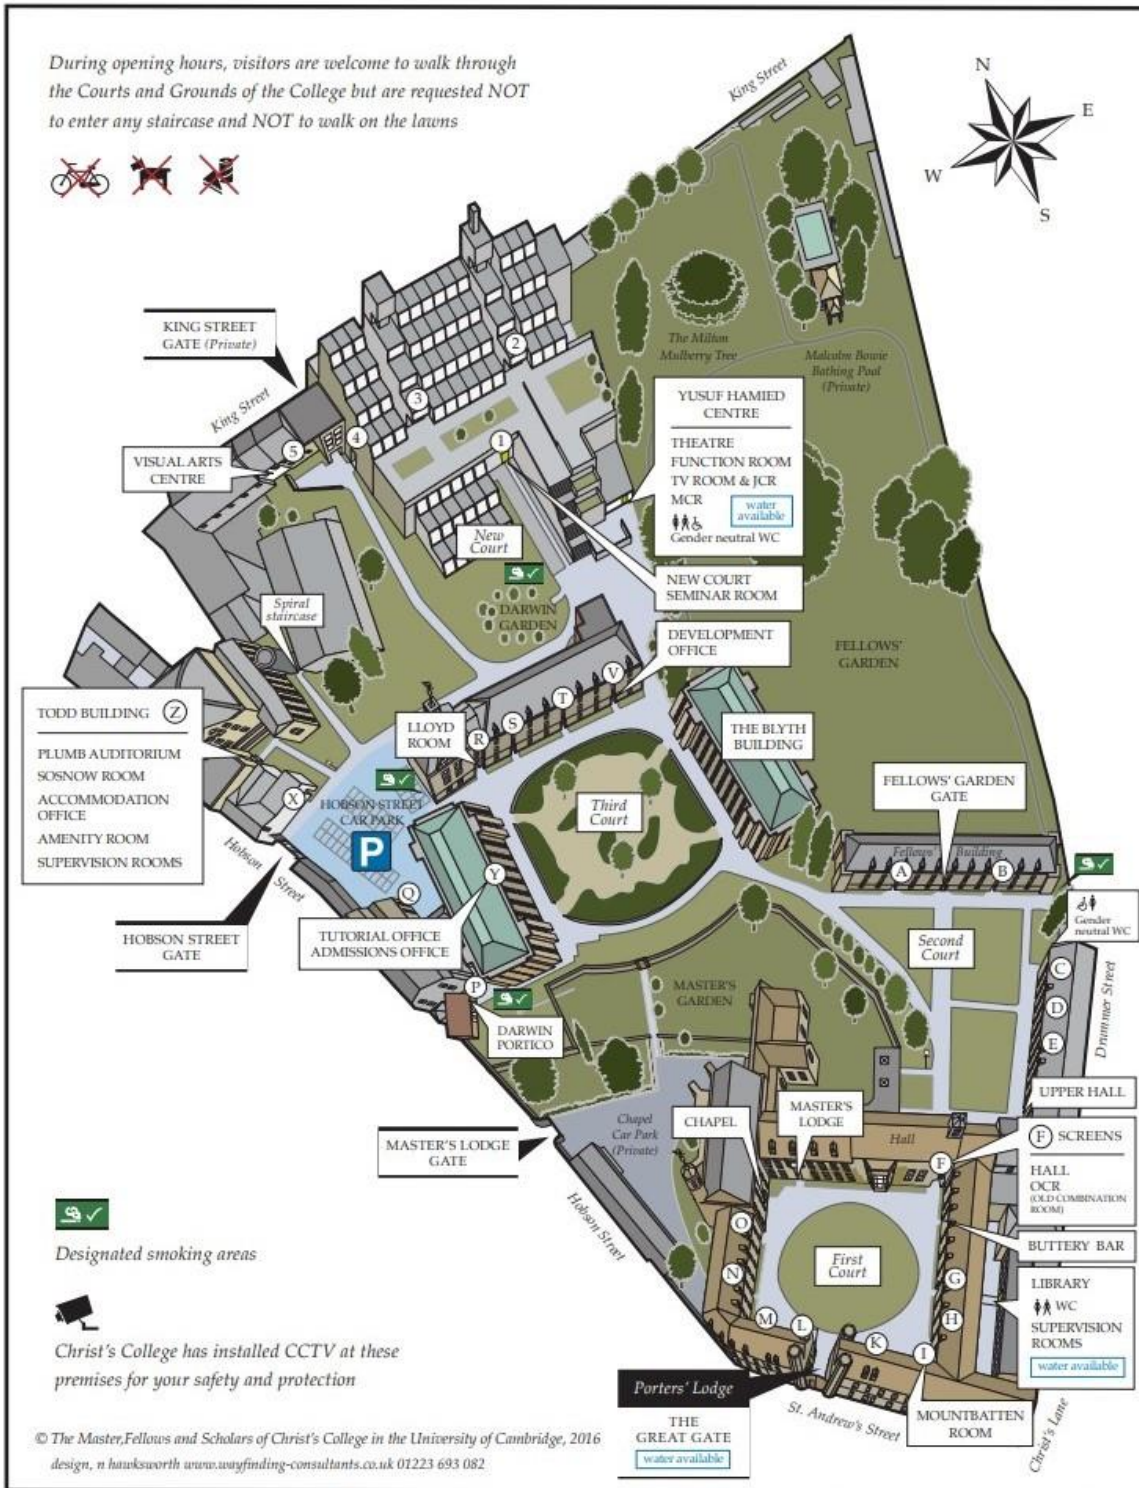 During opening hours, visitors are welcome to walk through
the Courts and Grounds of the College but are requested NOT
to enter any staircase and NOT to walk on the lawns
N
E
W
S
King Street
KING STREET
GATE (Private)
King Street
The Milton
Mulberry Tree
Malcolm Bowie
Bathing Pool
(Private)
2
3
4
5
1
VISUAL ARTS
CENTRE
YUSUF HAMIED
CENTRE
THEATRE
FUNCTION ROOM
TV ROOM & JCR
MCR
water
available
Gender neutral WC
New
Court
NEW COURT
SEMINAR ROOM
DARWIN
GARDEN
Spiral
staircase
DEVELOPMENT
OFFICE
FELLOWS'
GARDEN
TODD BUILDING Z
PLUMB AUDITORIUM
SOSNOW ROOM
ACCOMMODATION
OFFICE
AMENITY ROOM
SUPERVISION ROOMS
LLOYD
ROOM
R
S
T
V
THE BLYTH
BUILDING
FELLOWS' GARDEN
GATE
X
HOBSON STREET
CAR PARK
P
Third
Court
Fellows' Building
A
B
Hobson
Street
Y
Q
HOBSON STREET
GATE
TUTORIAL OFFICE
ADMISSIONS OFFICE
Gender
neutral WC
Second
Court
C
D
E
Drummer Street
P
MASTER'S
GARDEN
DARWIN
PORTICO
UPPER HALL
Chapel
Car Park
(Private)
CHAPEL
MASTER'S
LODGE
Hall
F
F SCREENS
HALL
OCR
(OLD COMBINATION
ROOM)
MASTER'S LODGE
GATE
Hobson Street
Designated smoking areas
O
N
M
L
First
Court
K
I
G
H
BUTTERY BAR
LIBRARY
WC
SUPERVISION
ROOMS
water available
Christ's College has installed CCTV at these
premises for your safety and protection
Porters' Lodge
THE
GREAT GATE
water available
St. Andrew's Street
MOUNTBATTEN
ROOM
Christ's Lane
© The Master,Fellows and Scholars of Christ's College in the University of Cambridge, 2016
design, n hawksworth www.wayfinding-consultants.co.uk 01223 693 082